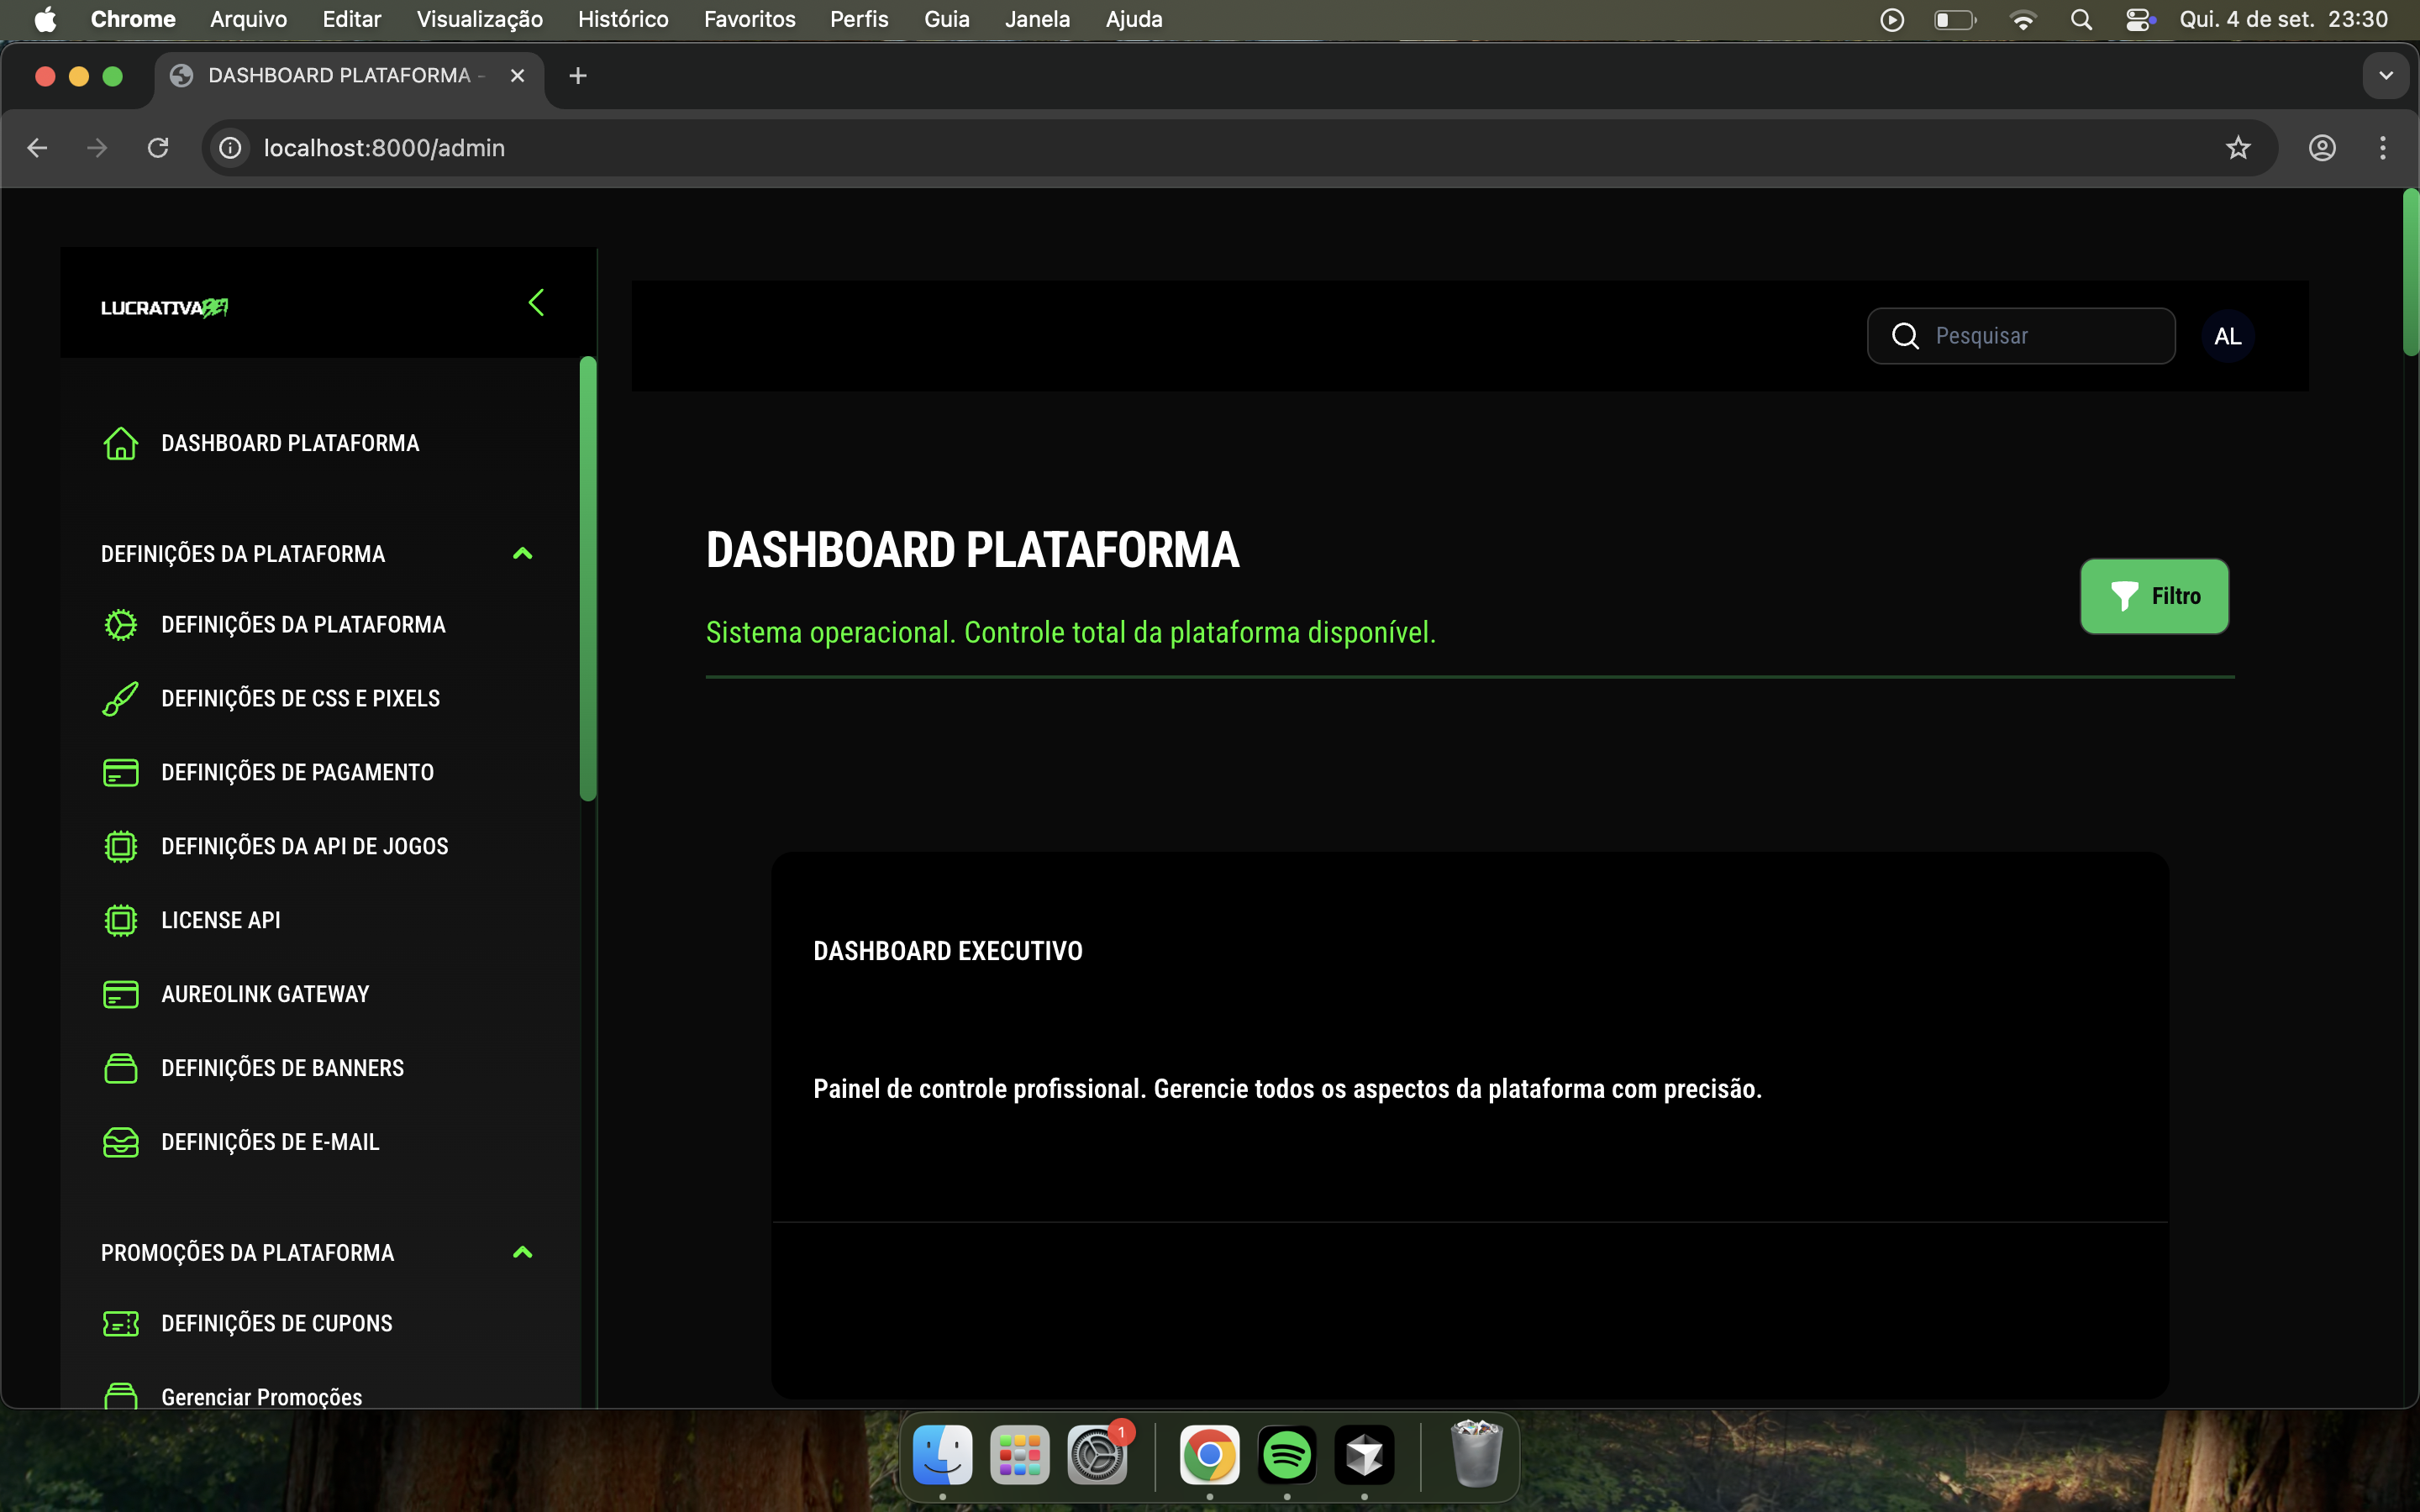 Chrome Arquivo Editar Visualização Histórico Favoritos Perfis Guia Janela Ajuda Qui. 4 de set. 23:30
DASHBOARD PLATAFORMA -
localhost:8000/admin
LUCRATIVA
Pesquisar
AL
DASHBOARD PLATAFORMA
DEFINIÇÕES DA PLATAFORMA
DEFINIÇÕES DA PLATAFORMA
DEFINIÇÕES DE CSS E PIXELS
DEFINIÇÕES DE PAGAMENTO
DEFINIÇÕES DA API DE JOGOS
LICENSE API
AUREOLINK GATEWAY
DEFINIÇÕES DE BANNERS
DEFINIÇÕES DE E-MAIL
PROMOÇÕES DA PLATAFORMA
DEFINIÇÕES DE CUPONS
Gerenciar Promoções
DASHBOARD PLATAFORMA
Sistema operacional. Controle total da plataforma disponível.
Filtro
DASHBOARD EXECUTIVO
Painel de controle profissional. Gerencie todos os aspectos da plataforma com precisão.
1